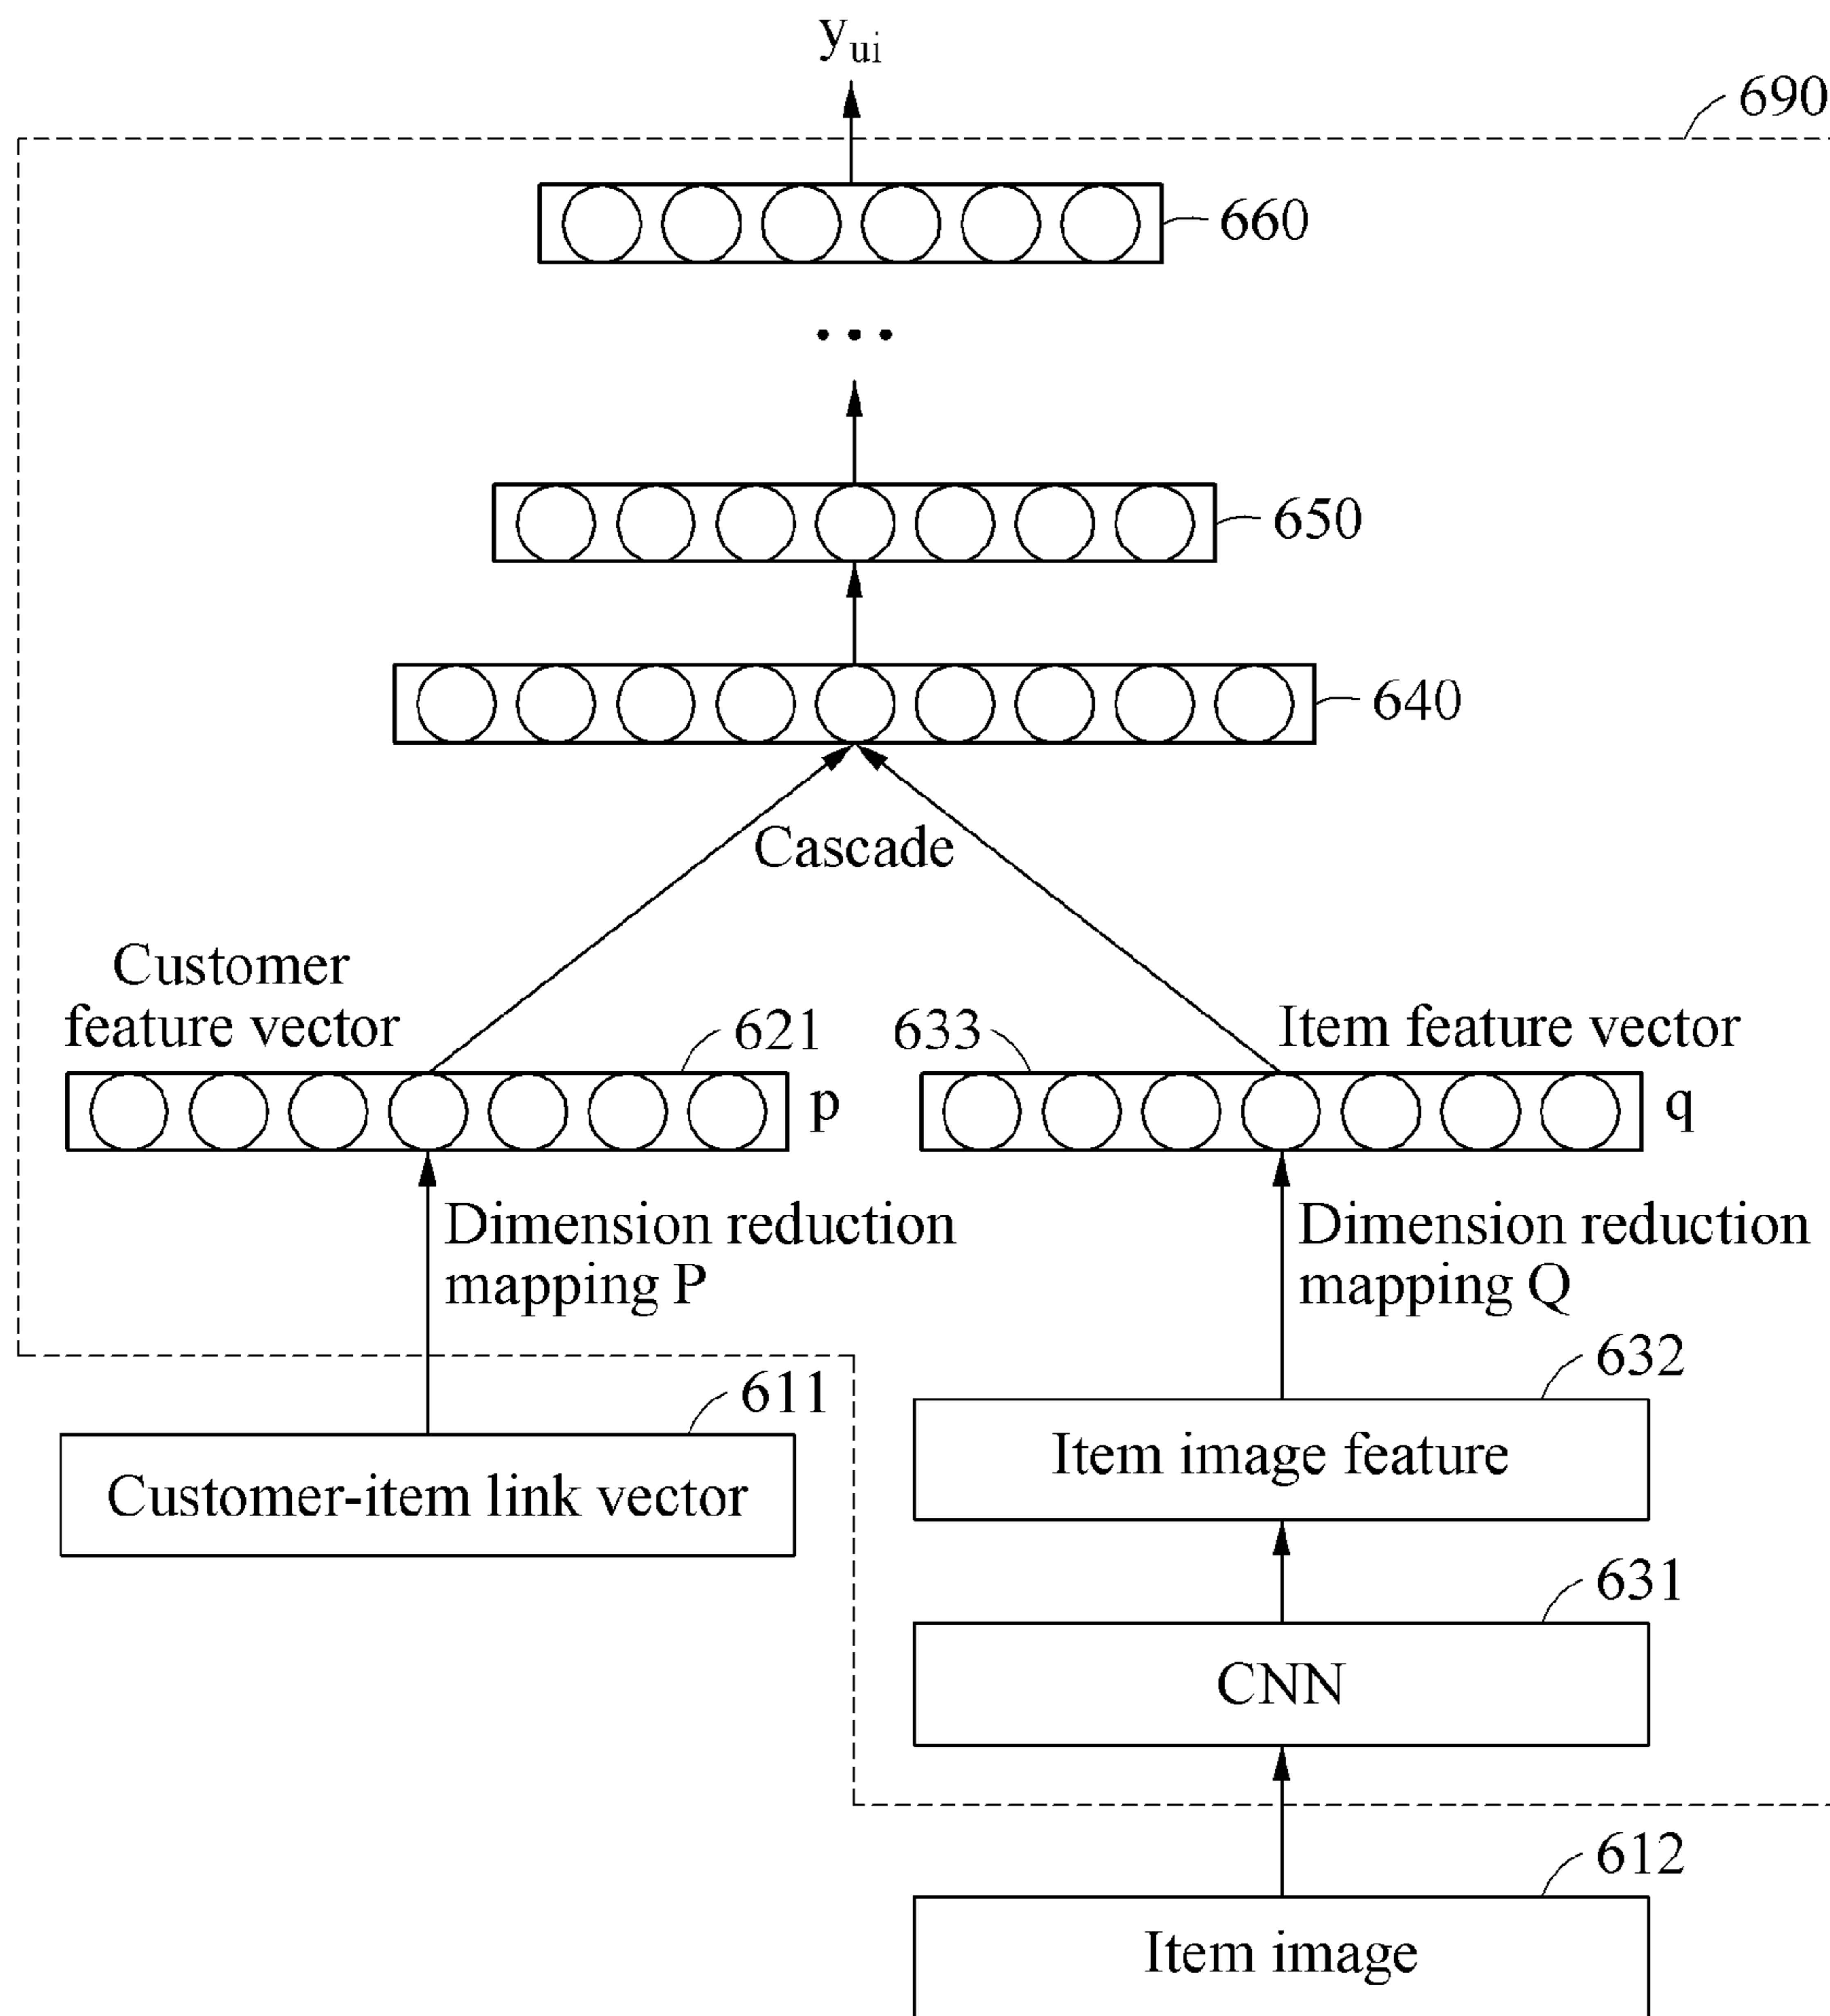 yui
690
660
...
650
640
Cascade
Customer
feature vector
621
633
Item feature vector
p
q
Dimension reduction
mapping P
Dimension reduction
mapping Q
611
632
Customer-item link vector
Item image feature
631
CNN
612
Item image